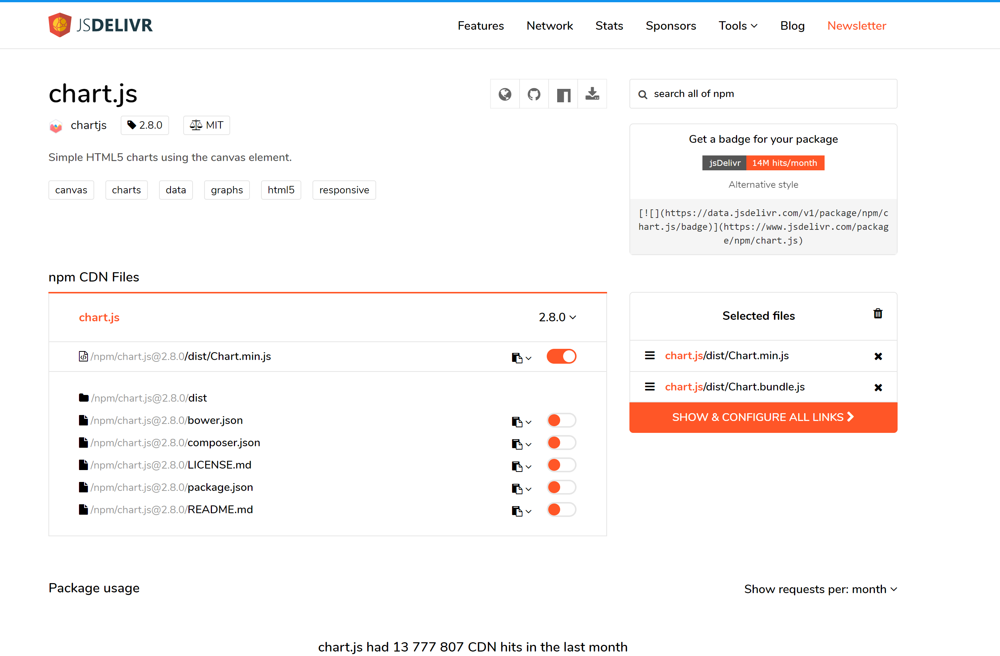 JSDELIVR
Features Network Stats Sponsors Tools Blog Newsletter
chart.js
chartjs 2.8.0 MIT
Simple HTML5 charts using the canvas element.
canvas charts data graphs html5 responsive
search all of npm
Get a badge for your package
jsDelivr 14M hits/month
Alternative style
[![](https://data.jsdelivr.com/v1/package/npm/c
hart.js/badge)](https://www.jsdelivr.com/packag
e/npm/chart.js)
npm CDN Files
chart.js 2.8.0
/npm/chart.js@2.8.0/dist/Chart.min.js
/npm/chart.js@2.8.0/dist
/npm/chart.js@2.8.0/bower.json
/npm/chart.js@2.8.0/composer.json
/npm/chart.js@2.8.0/LICENSE.md
/npm/chart.js@2.8.0/package.json
/npm/chart.js@2.8.0/README.md
Selected files
chart.js/dist/Chart.min.js
chart.js/dist/Chart.bundle.js
SHOW & CONFIGURE ALL LINKS
Package usage
Show requests per: month
chart.js had 13 777 807 CDN hits in the last month